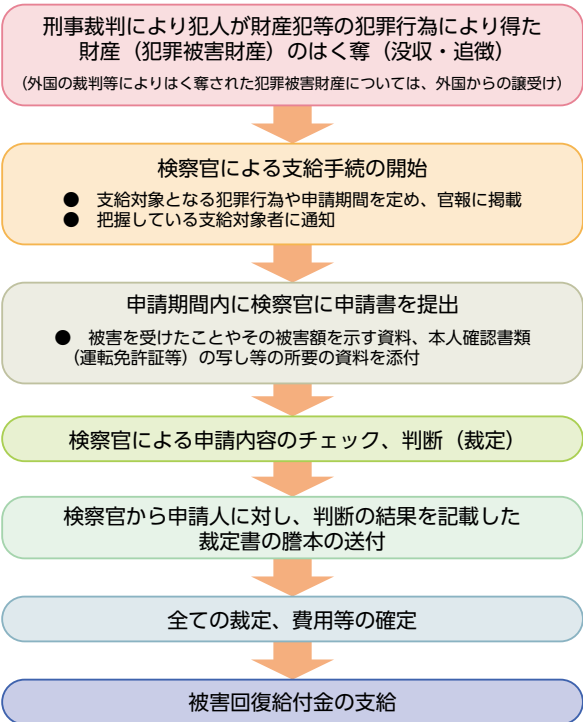 刑事裁判により犯人が財産犯等の犯罪行為により得た
財産（犯罪被害財産）のはく奪（没収・追徴）
（外国の裁判等によりはく奪された犯罪被害財産については、外国からの譲受け）
検察官による支給手続の開始
●　支給対象となる犯罪行為や申請期間を定め、官報に掲載
●　把握している支給対象者に通知
申請期間内に検察官に申請書を提出
●　被害を受けたことやその被害額を示す資料、本人確認書類
（運転免許証等）の写し等の所要の資料を添付
検察官による申請内容のチェック、判断（裁定）
検察官から申請人に対し、判断の結果を記載した
裁定書の謄本の送付
全ての裁定、費用等の確定
被害回復給付金の支給